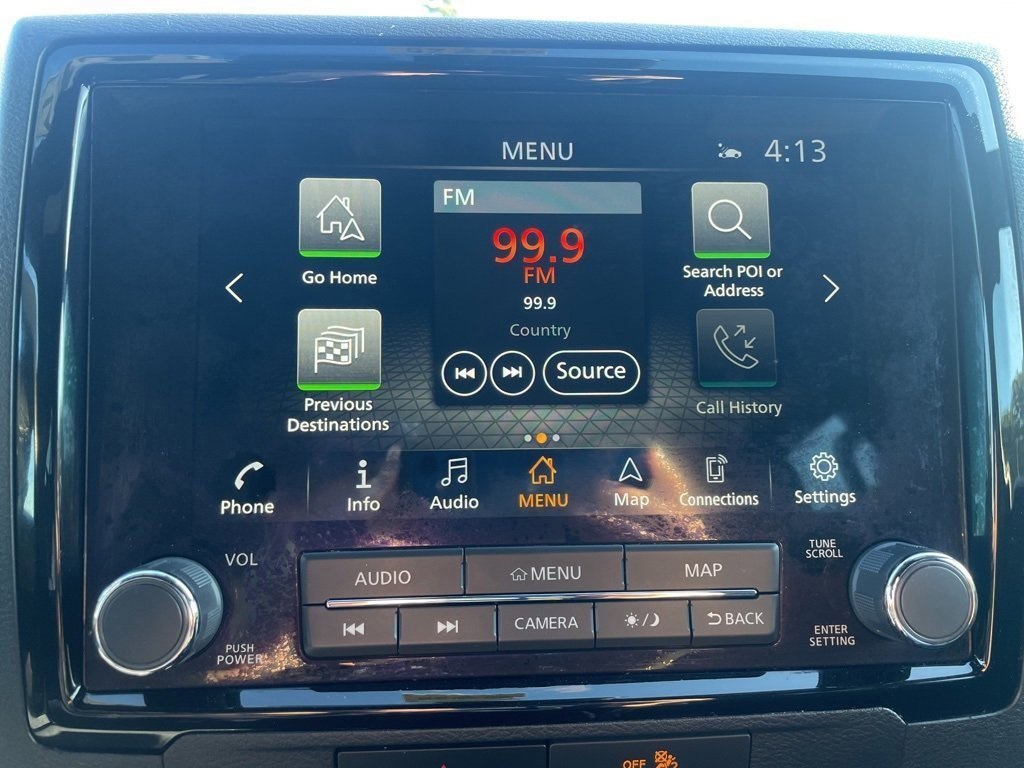 MENU
4:13
FM
99.9
FM
99.9
Country
Source
Go Home
Previous
Destinations
Search POI or
Address
Call History
Phone
Info
Audio
MENU
Map
Connections
Settings
VOL
PUSH
POWER
AUDIO
MENU
MAP
CAMERA
BACK
TUNE
SCROLL
ENTER
SETTING
OFF